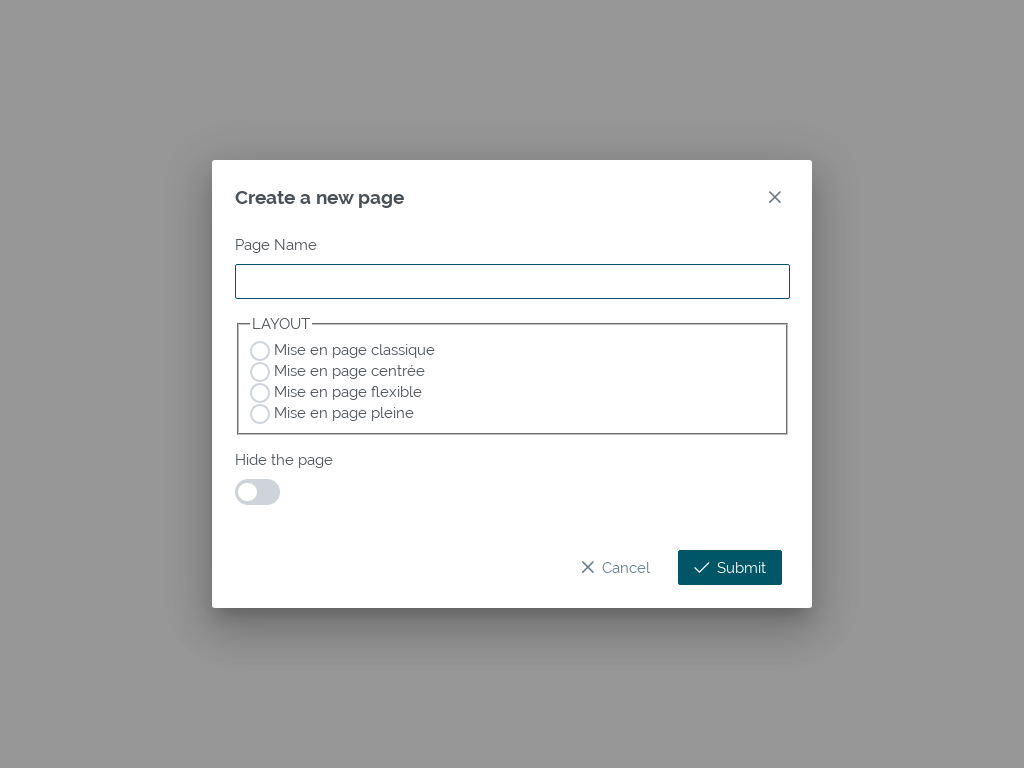 Create a new page
Page Name
LAYOUT
Mise en page classique
Mise en page centrée
Mise en page flexible
Mise en page pleine
Hide the page
Cancel
Submit